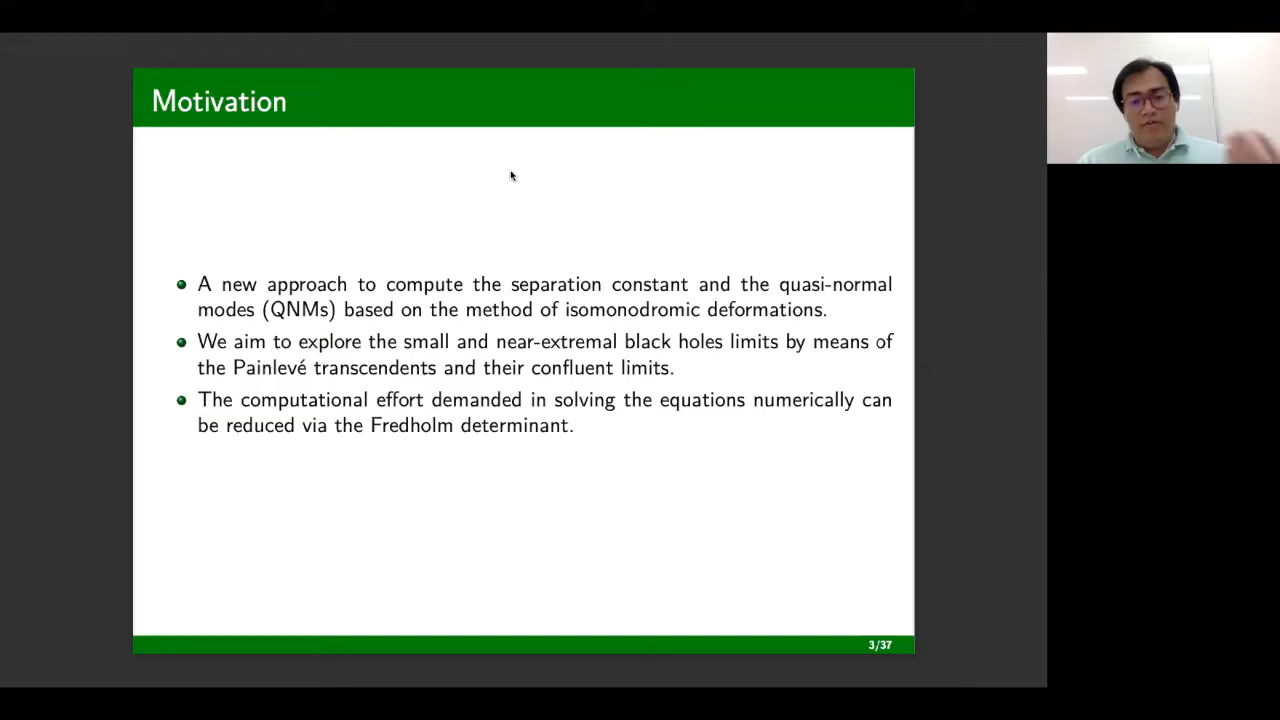 Motivation
A new approach to compute the separation constant and the quasi-normal
modes (QNMs) based on the method of isomonodromic deformations.
We aim to explore the small and near-extremal black holes limits by means of
the Painlevé transcendents and their confluent limits.
The computational effort demanded in solving the equations numerically can
be reduced via the Fredholm determinant.
3/37